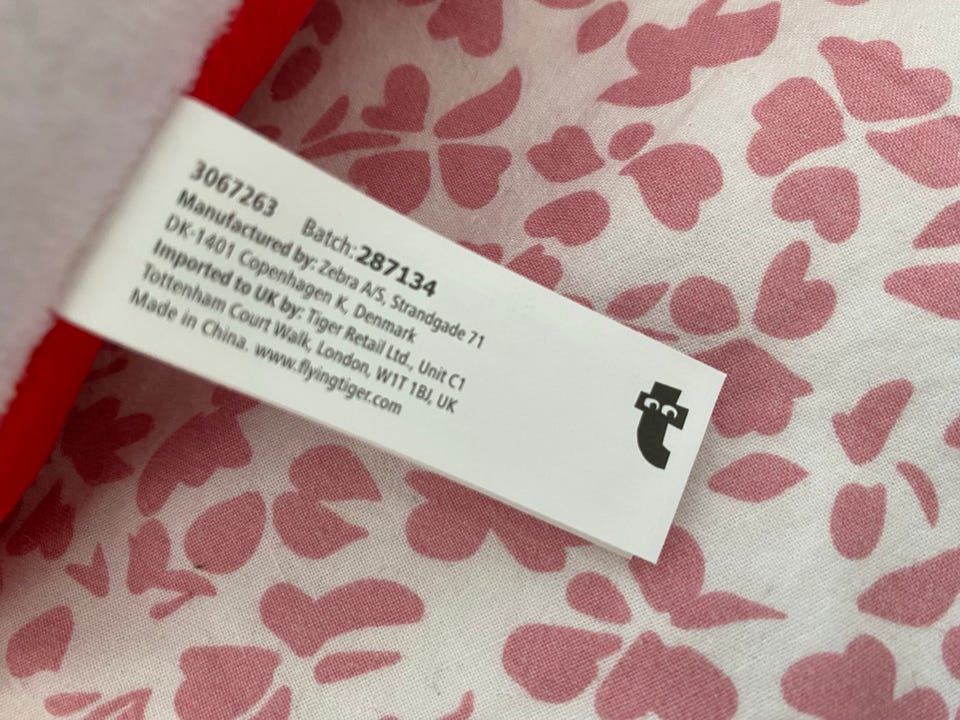 3067263 Batch: 287134
Manufactured by: Zebra A/S, Strandgade 71
DK-1401 Copenhagen K, Denmark
Imported to UK by: Tiger Retail Ltd., Unit C1
Tottenham Court Walk, London, W1T 1BJ, UK
Made in China. www.flyingtiger.com
t